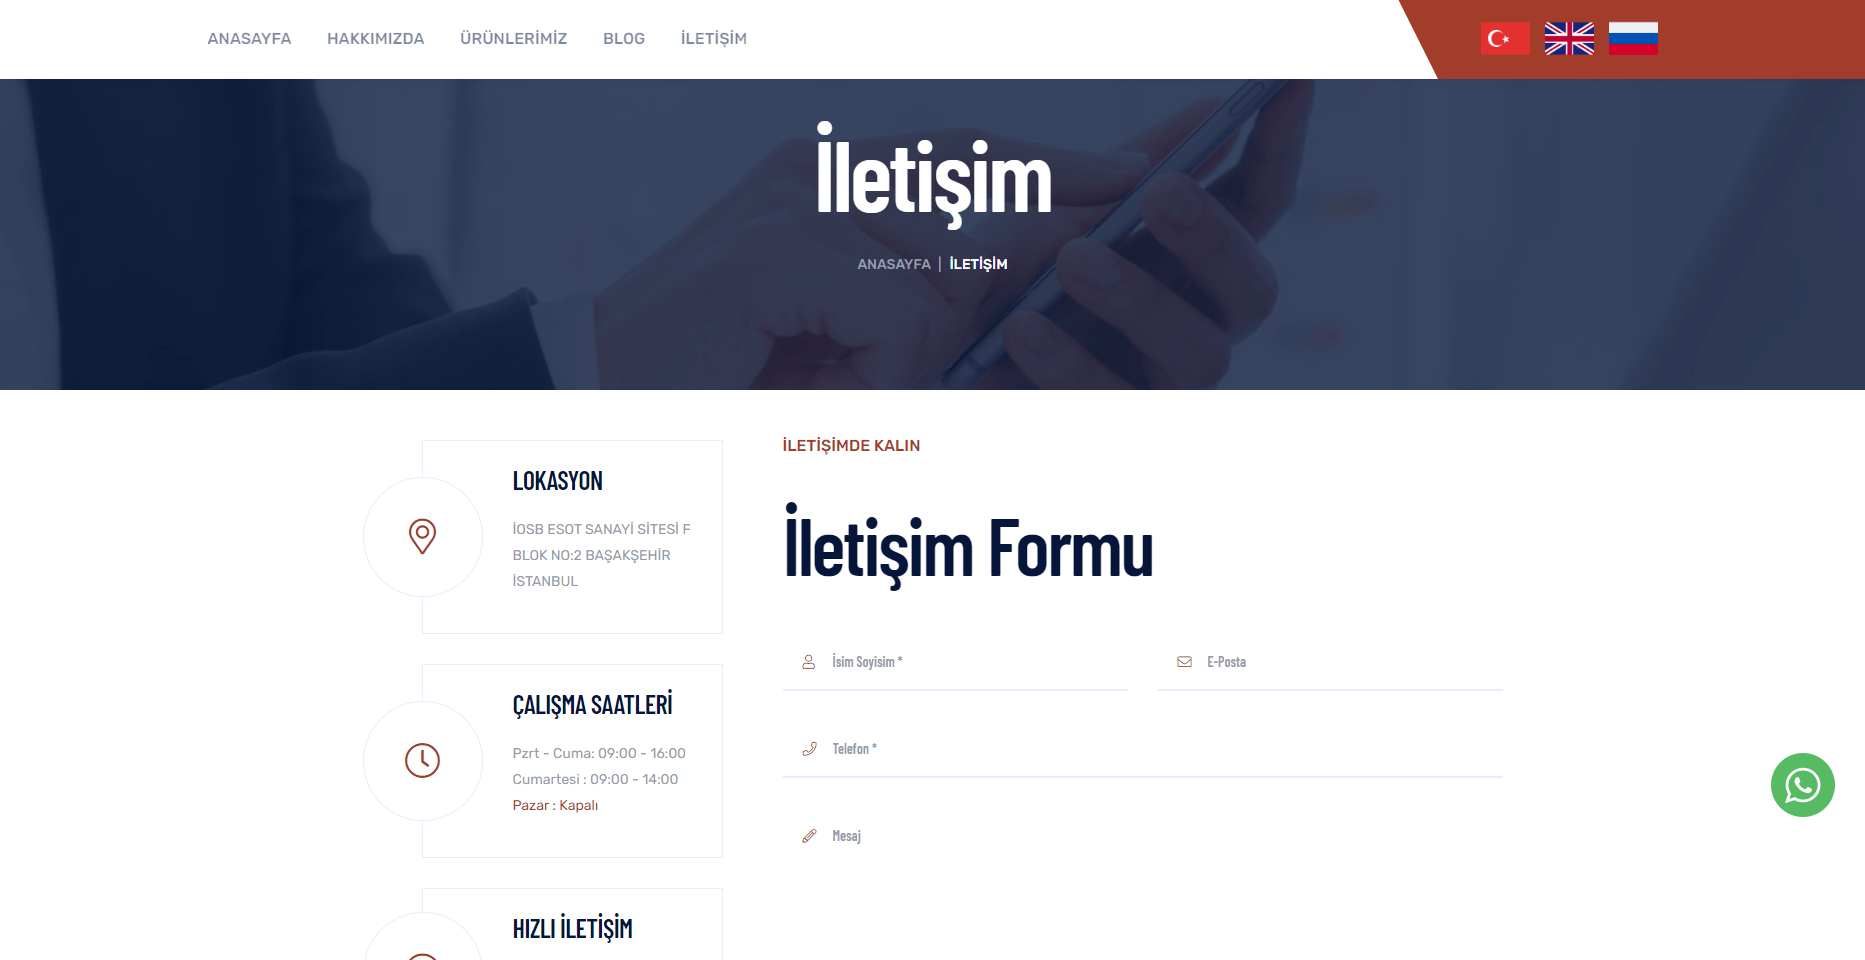 ANASAYFA HAKKIMIZDA ÜRÜNLERİMİZ BLOG İLETİŞİM
İletişim
ANASAYFA | İLETİŞİM
LOKASYON
İOSB ESOT SANAYİ SİTESİ F
BLOK NO:2 BAŞAKŞEHİR
İSTANBUL
ÇALIŞMA SAATLERİ
Pzrt - Cuma: 09:00 - 16:00
Cumartesi : 09:00 - 14:00
Pazar : Kapalı
HIZLI İLETİŞİM
İLETİŞİMDE KALIN
İletişim Formu
İsim Soyisim *
E-Posta
Telefon *
Mesaj